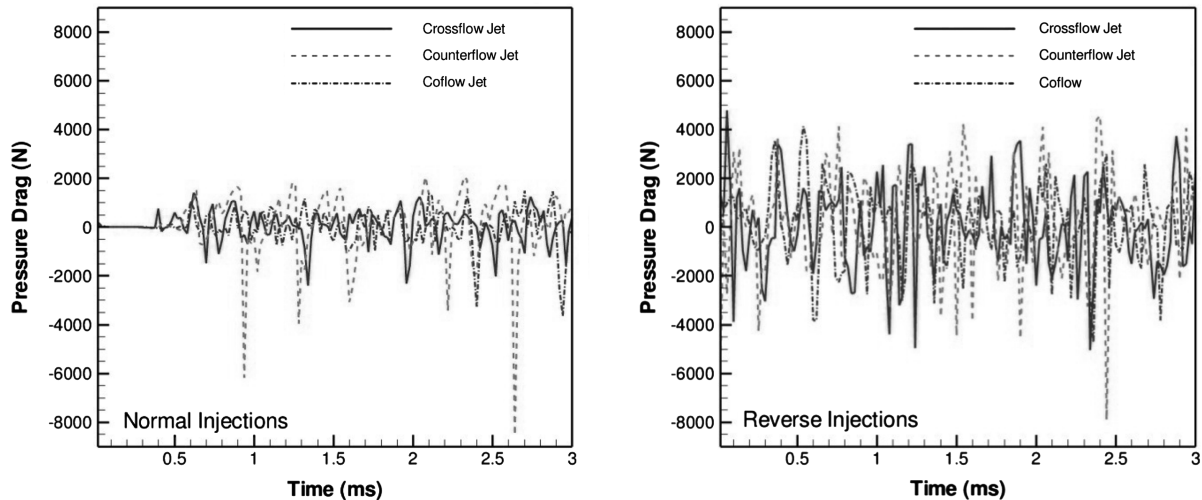 Pressure Drag (N)
8000
6000
4000
2000
0
-2000
-4000
-6000
-8000
Crossflow Jet
Counterflow Jet
Coflow Jet
Normal Injections
0.5
1
1.5
2
2.5
3
Time (ms)
Pressure Drag (N)
8000
6000
4000
2000
0
-2000
-4000
-6000
-8000
Crossflow Jet
Counterflow Jet
Coflow
Reverse Injections
0.5
1
1.5
2
2.5
3
Time (ms)